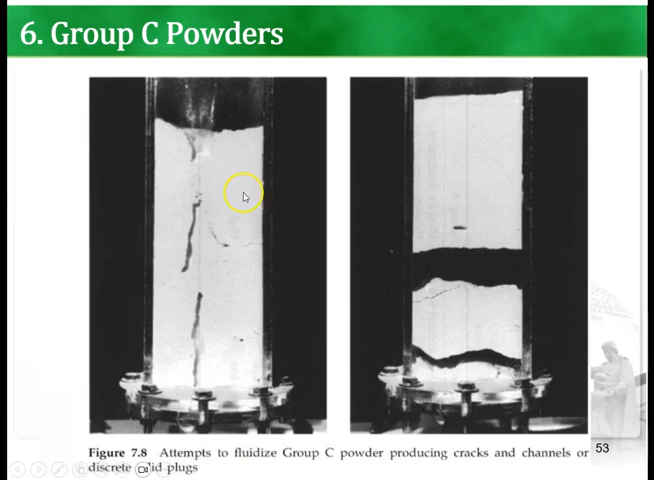 6. Group C Powders
Figure 7.8 Attempts to fluidize Group C powder producing cracks and channels or
discrete lid plugs
53